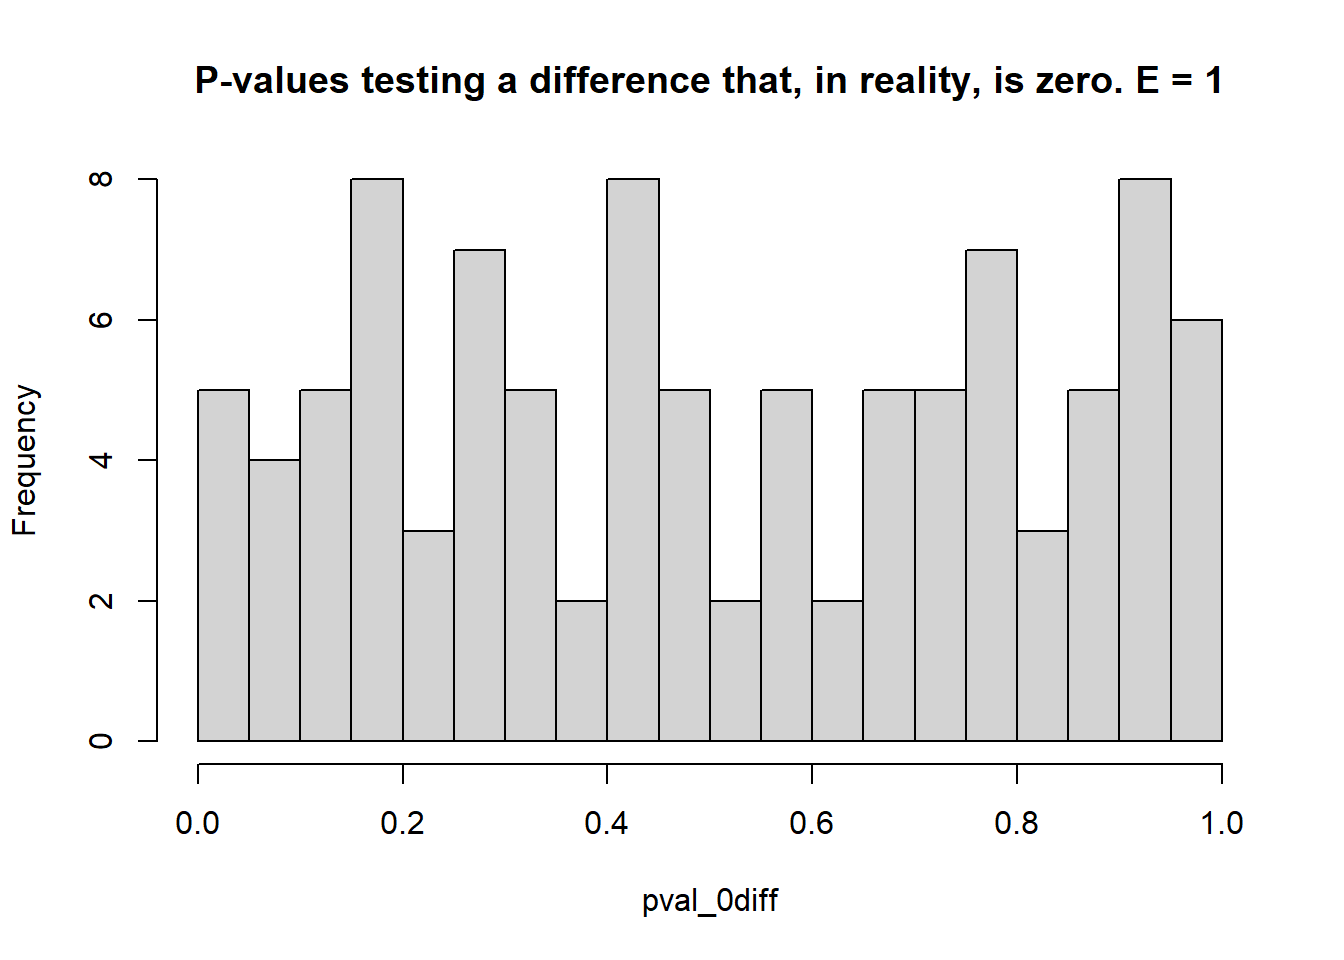 P-values testing a difference that, in reality, is zero. E = 1
8
6
4
2
0
Frequency
0.0 0.2 0.4 0.6 0.8 1.0
pval_0diff